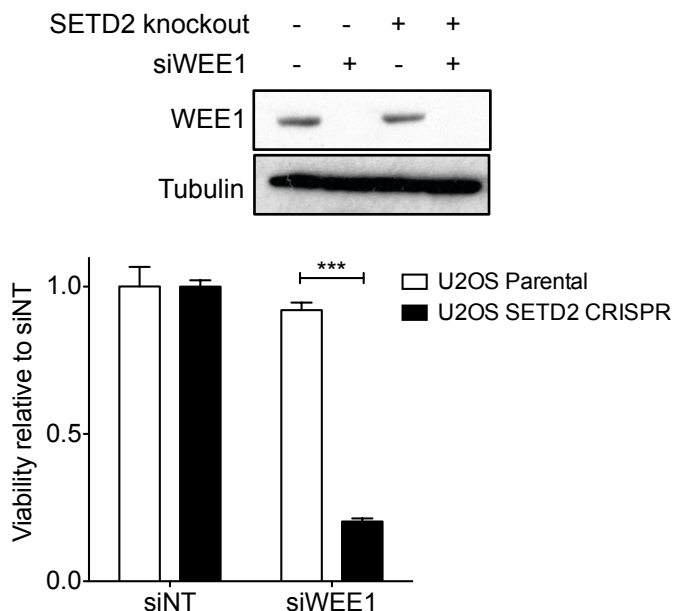 SETD2 knockout - - + +
siWEE1 - + - +
WEE1
Tubulin
***
U2OS Parental
U2OS SETD2 CRISPR
Viability relative to siNT
1.0
0.5
0.0
siNT siWEE1